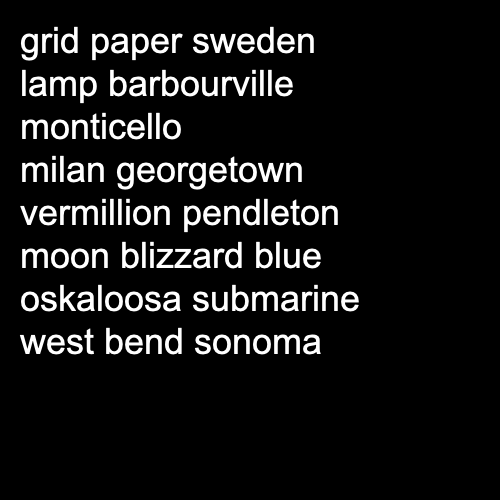 grid paper sweden
lamp barbourville
monticello
milan georgetown
vermillion pendleton
moon blizzard blue
oskaloosa submarine
west bend sonoma